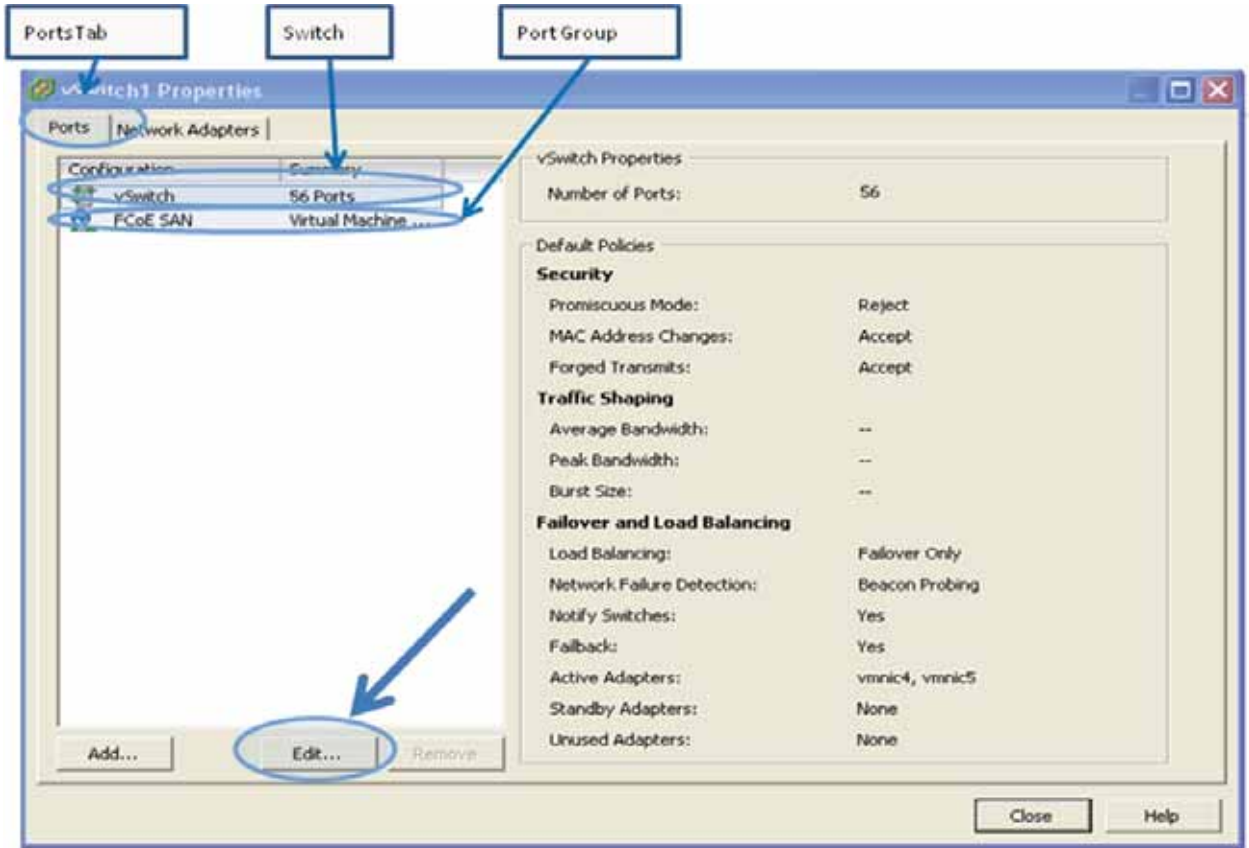 PortsTab
Switch
Port Group
vSwitch1 Properties
Ports
Network Adapters
Configuration
Summary
vSwitch
56 Ports
FCoE SAN
Virtual Machine ...
Add...
Edit...
Remove
vSwitch Properties
Number of Ports: 56
Default Policies
Security
Promiscuous Mode: Reject
MAC Address Changes: Accept
Forged Transmits: Accept
Traffic Shaping
Average Bandwidth: --
Peak Bandwidth: --
Burst Size: --
Failover and Load Balancing
Load Balancing: Failover Only
Network Failure Detection: Beacon Probing
Notify Switches: Yes
Failback: Yes
Active Adapters: vmnic4, vmnic5
Standby Adapters: None
Unused Adapters: None
Close
Help